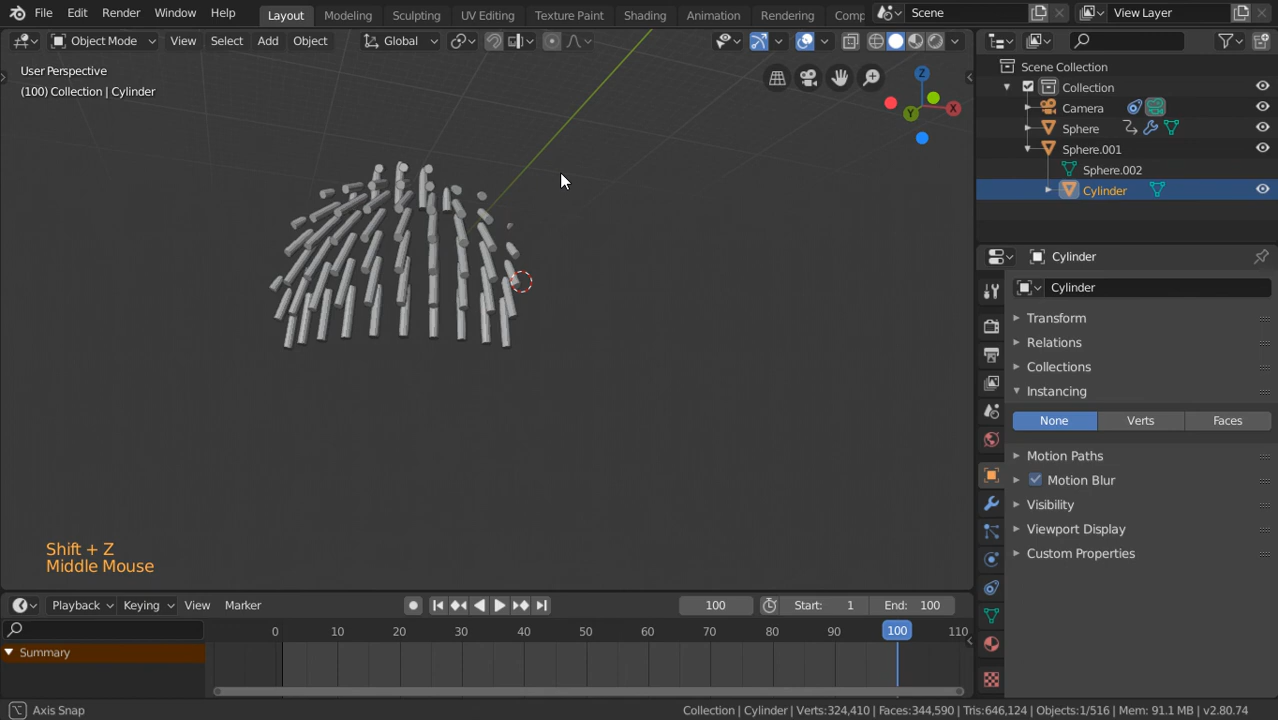 File Edit Render Window Help Layout Modeling Sculpting UV Editing Texture Paint Shading Animation Rendering Comp Scene View Layer
Object Mode View Select Add Object Global
User Perspective
(100) Collection | Cylinder
Z
Y
X
Scene Collection
Collection
Camera
Sphere
Sphere.001
Sphere.002
Cylinder
Cylinder
Cylinder
Transform
Relations
Collections
Instancing
None Verts Faces
Motion Paths
Motion Blur
Visibility
Viewport Display
Custom Properties
Shift + Z
Middle Mouse
Playback Keying View Marker 100 Start: 1 End: 100
0 10 20 30 40 50 60 70 80 90 100 110
Summary
Axis Snap
Collection | Cylinder | Verts:324,410 | Faces:344,590 | Tris:646,124 | Objects:1/516 | Mem: 91.1 MB | v2.80.74